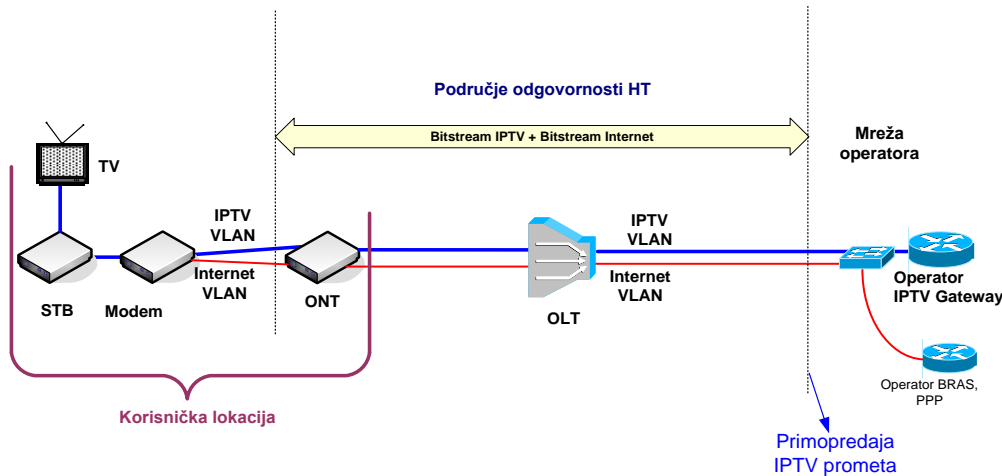 Područje odgovornosti HT
Bitstream IPTV + Bitstream Internet
Mreža
operatora
TV
IPTV
VLAN
Internet
VLAN
STB
Modem
ONT
OLT
IPTV
VLAN
Internet
VLAN
Operator
IPTV Gateway
Operator BRAS,
PPP
Korisnička lokacija
Primopredaja
IPTV prometa